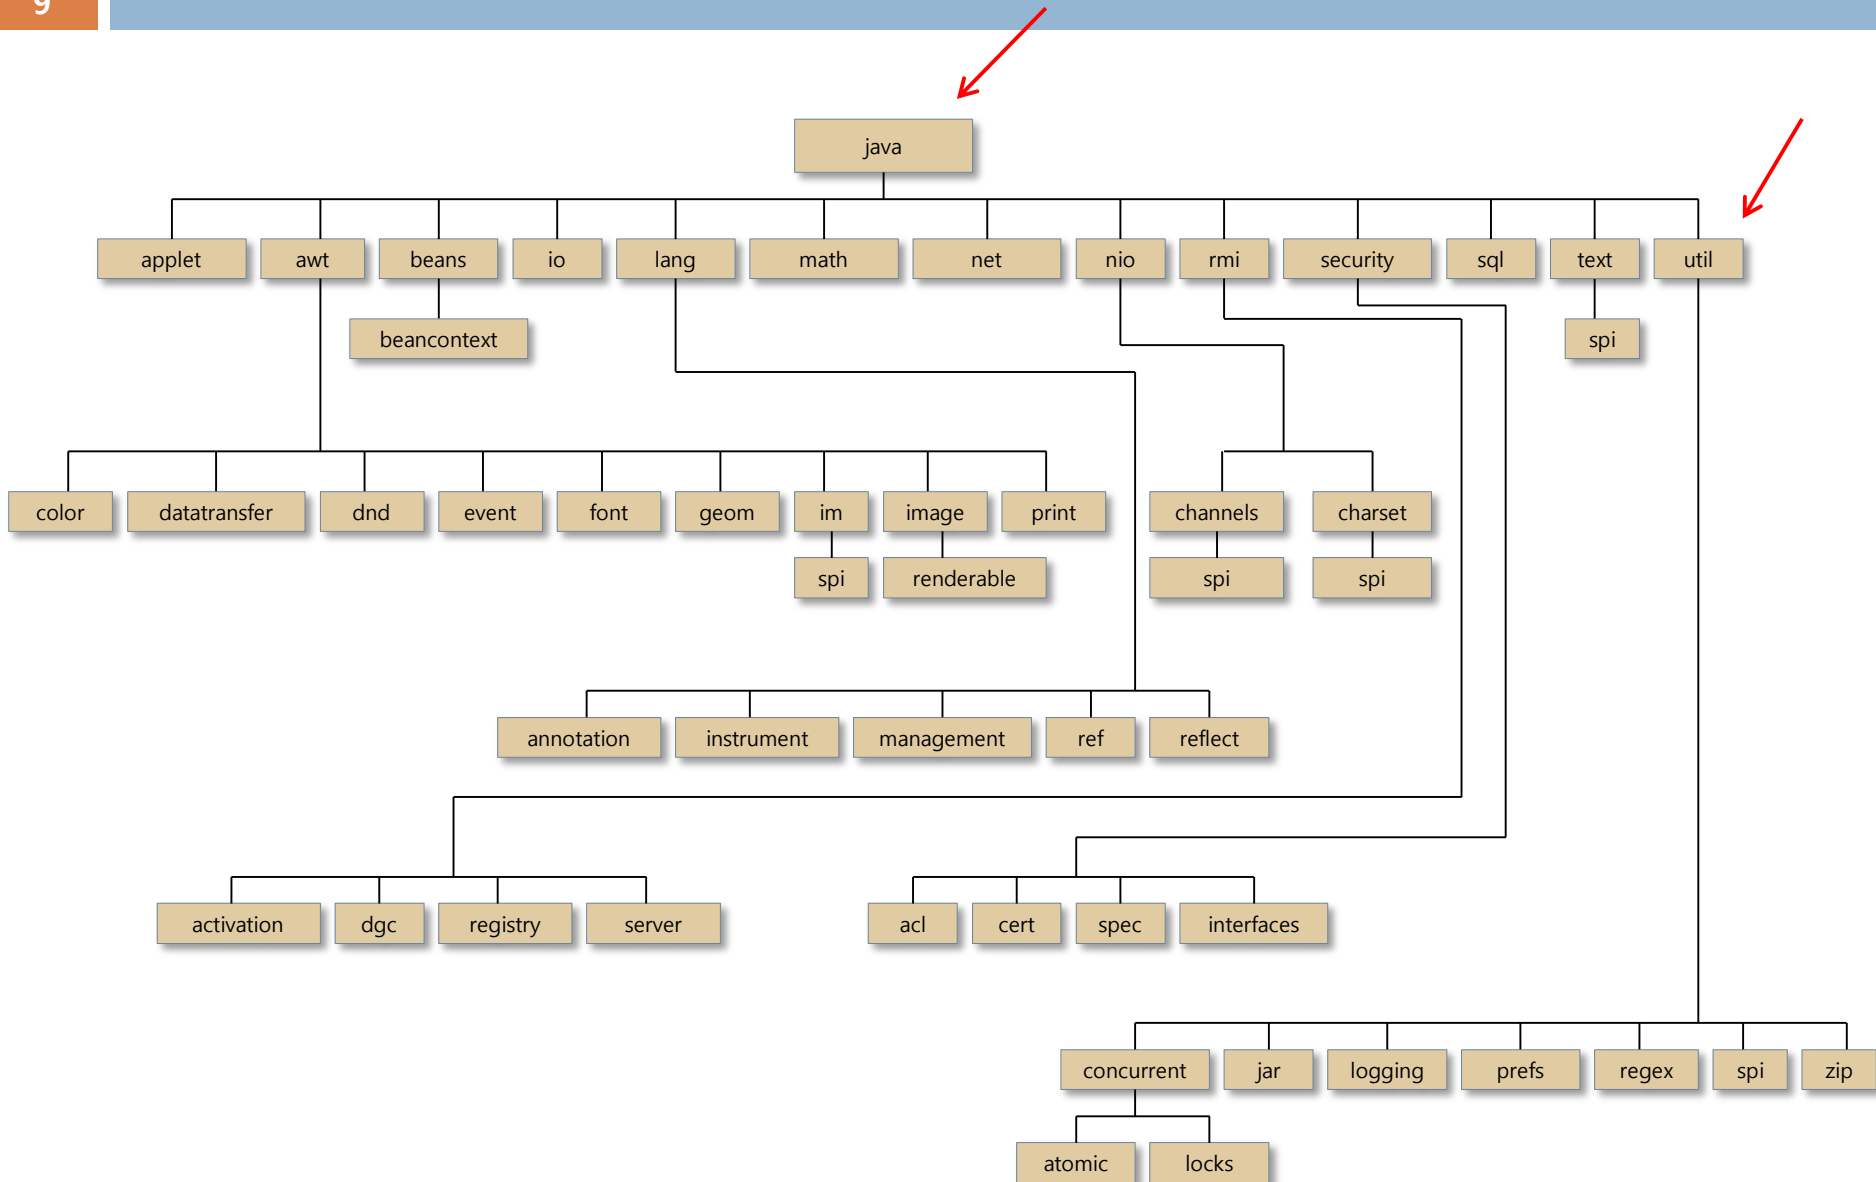 9
java
applet awt beans io lang math net nio rmi security sql text util
beancontext spi
color datatransfer dnd event font geom im image print channels charset
spi renderable spi spi
annotation instrument management ref reflect
activation dgc registry server acl cert spec interfaces
concurrent jar logging prefs regex spi zip
atomic locks